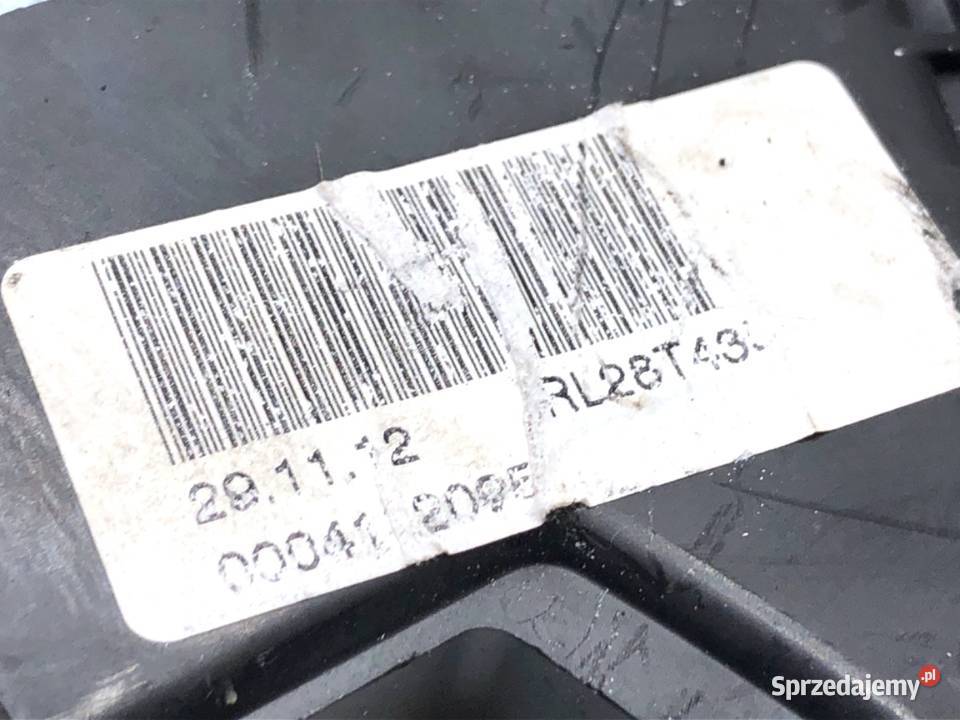 29.11.12
RL28T43
00041 2095
Sprzedajemy.pl